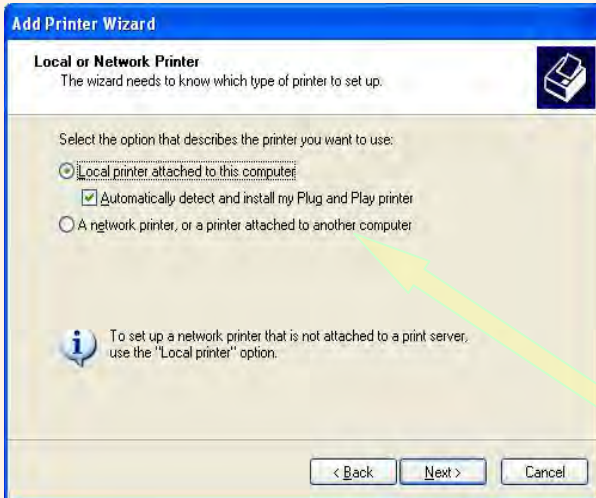 Add Printer Wizard
Local or Network Printer
The wizard needs to know which type of printer to set up.
Select the option that describes the printer you want to use:
Local printer attached to this computer
Automatically detect and install my Plug and Play printer
A network printer, or a printer attached to another computer
To set up a network printer that is not attached to a print server,
use the "Local printer" option.
< Back Next > Cancel